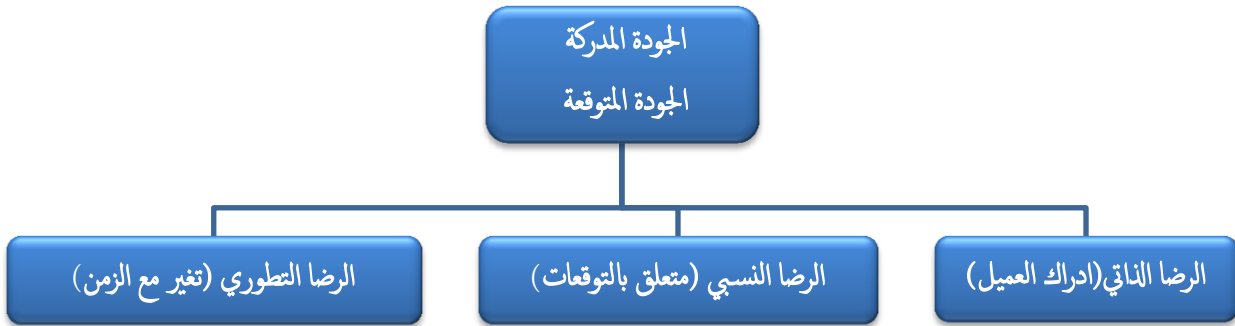 الجودة المدركة
الجودة المتوقعة
الرضا الذاتي(ادراك العميل)
الرضا النسبي (متعلق بالتوقعات)
الرضا التطوري (تغير مع الزمن)